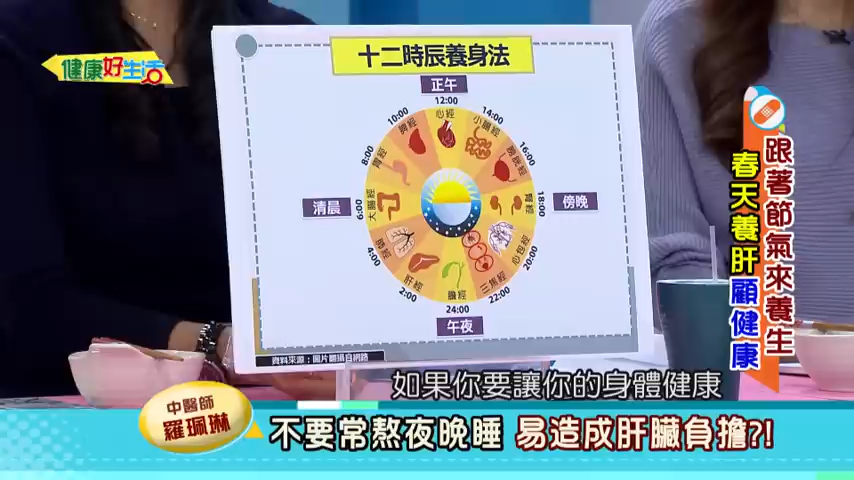 健康好生活
十二時辰養身法
正午
12:00
心經
14:00
小腸經
16:00
膀胱經
18:00
腎經
傍晚
20:00
心包經
22:00
三焦經
24:00
膽經
午夜
2:00
肝經
4:00
肺經
6:00
大腸經
清晨
8:00
胃經
10:00
脾經
資料來源：圖片翻攝自網路
跟著節氣來養生
春天養肝顧健康
如果你要讓你的身體健康
中醫師
羅珮琳
不要常熬夜晚睡 易造成肝臟負擔?!